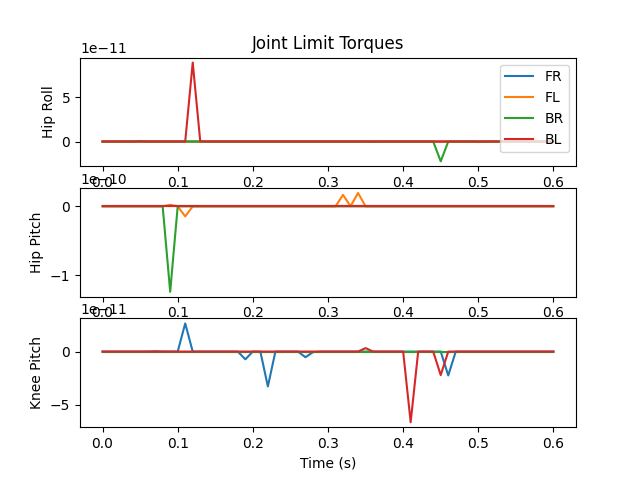 Joint Limit Torques
1e−11
Hip Roll
5
0
FR
FL
BR
BL
0.0 0.1 0.2 0.3 0.4 0.5 0.6
1e−10
Hip Pitch
0
−1
0.0 0.1 0.2 0.3 0.4 0.5 0.6
1e−11
Knee Pitch
0
−5
0.0 0.1 0.2 0.3 0.4 0.5 0.6
Time (s)